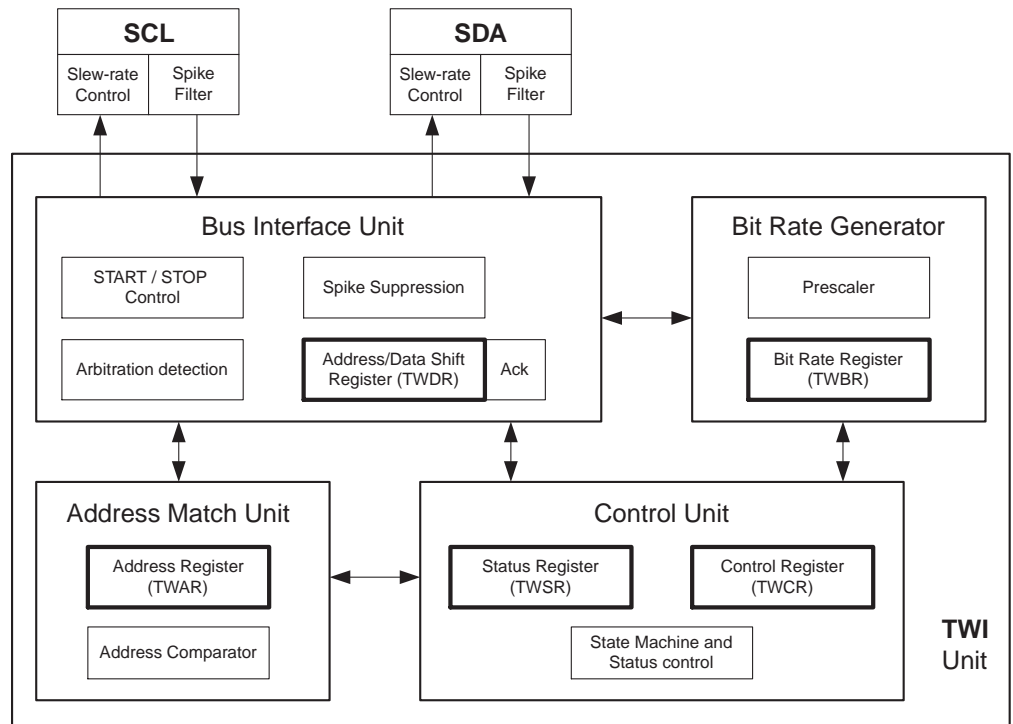 SCL
Slew-rate
Control
Spike
Filter
SDA
Slew-rate
Control
Spike
Filter
Bus Interface Unit
START / STOP
Control
Spike Suppression
Arbitration detection
Address/Data Shift
Register (TWDR)
Ack
Bit Rate Generator
Prescaler
Bit Rate Register
(TWBR)
Address Match Unit
Address Register
(TWAR)
Address Comparator
Control Unit
Status Register
(TWSR)
Control Register
(TWCR)
State Machine and
Status control
TWI
Unit